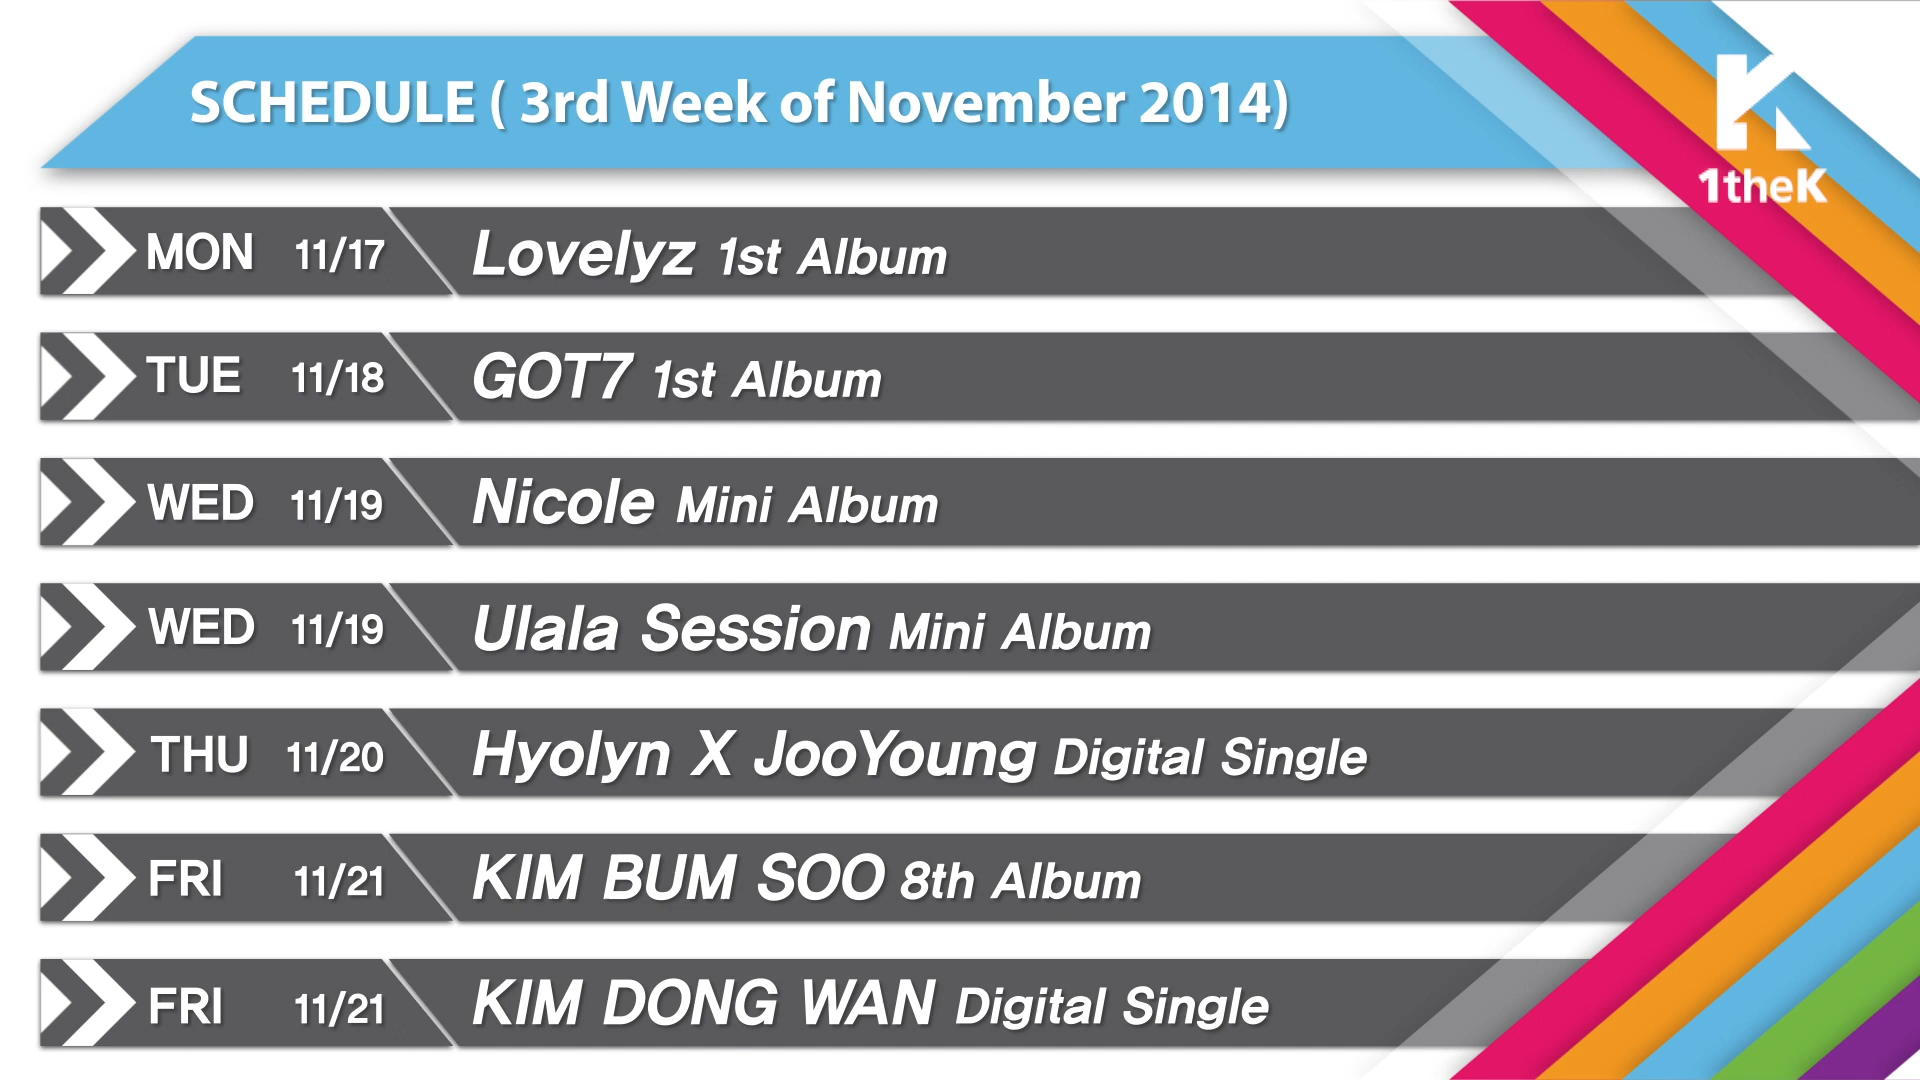 SCHEDULE ( 3rd Week of November 2014)
1theK
MON 11/17 Lovelyz 1st Album
TUE 11/18 GOT7 1st Album
WED 11/19 Nicole Mini Album
WED 11/19 Ulala Session Mini Album
THU 11/20 Hyolyn X JooYoung Digital Single
FRI 11/21 KIM BUM SOO 8th Album
FRI 11/21 KIM DONG WAN Digital Single